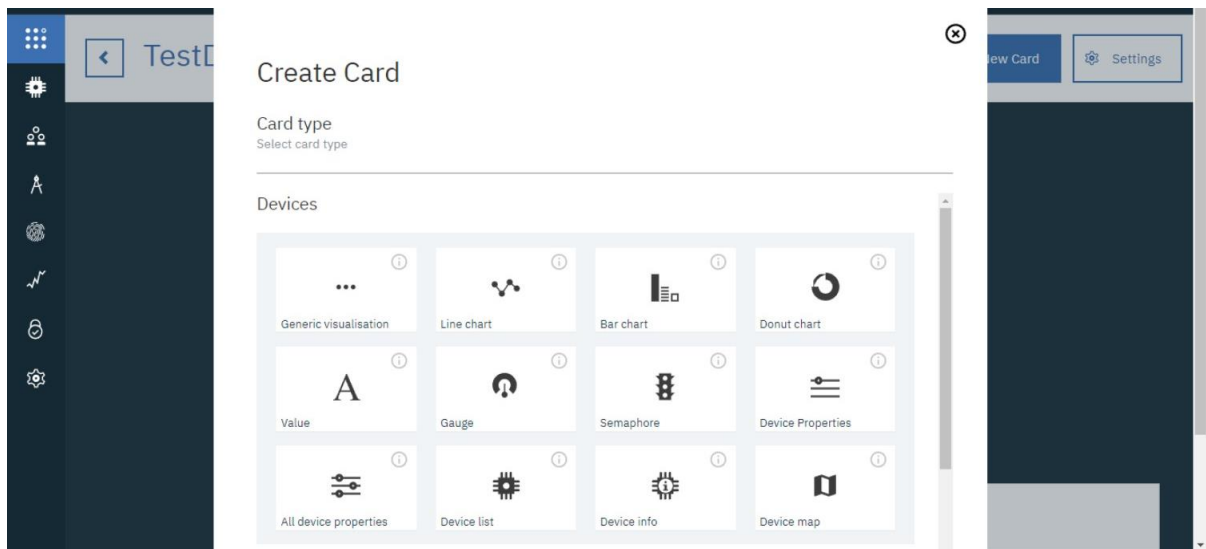 TestD
Create Card
New Card
Settings
Card type
Select card type
Devices
Generic visualisation
Line chart
Bar chart
Donut chart
A
Value
Gauge
Semaphore
Device Properties
All device properties
Device list
Device info
Device map